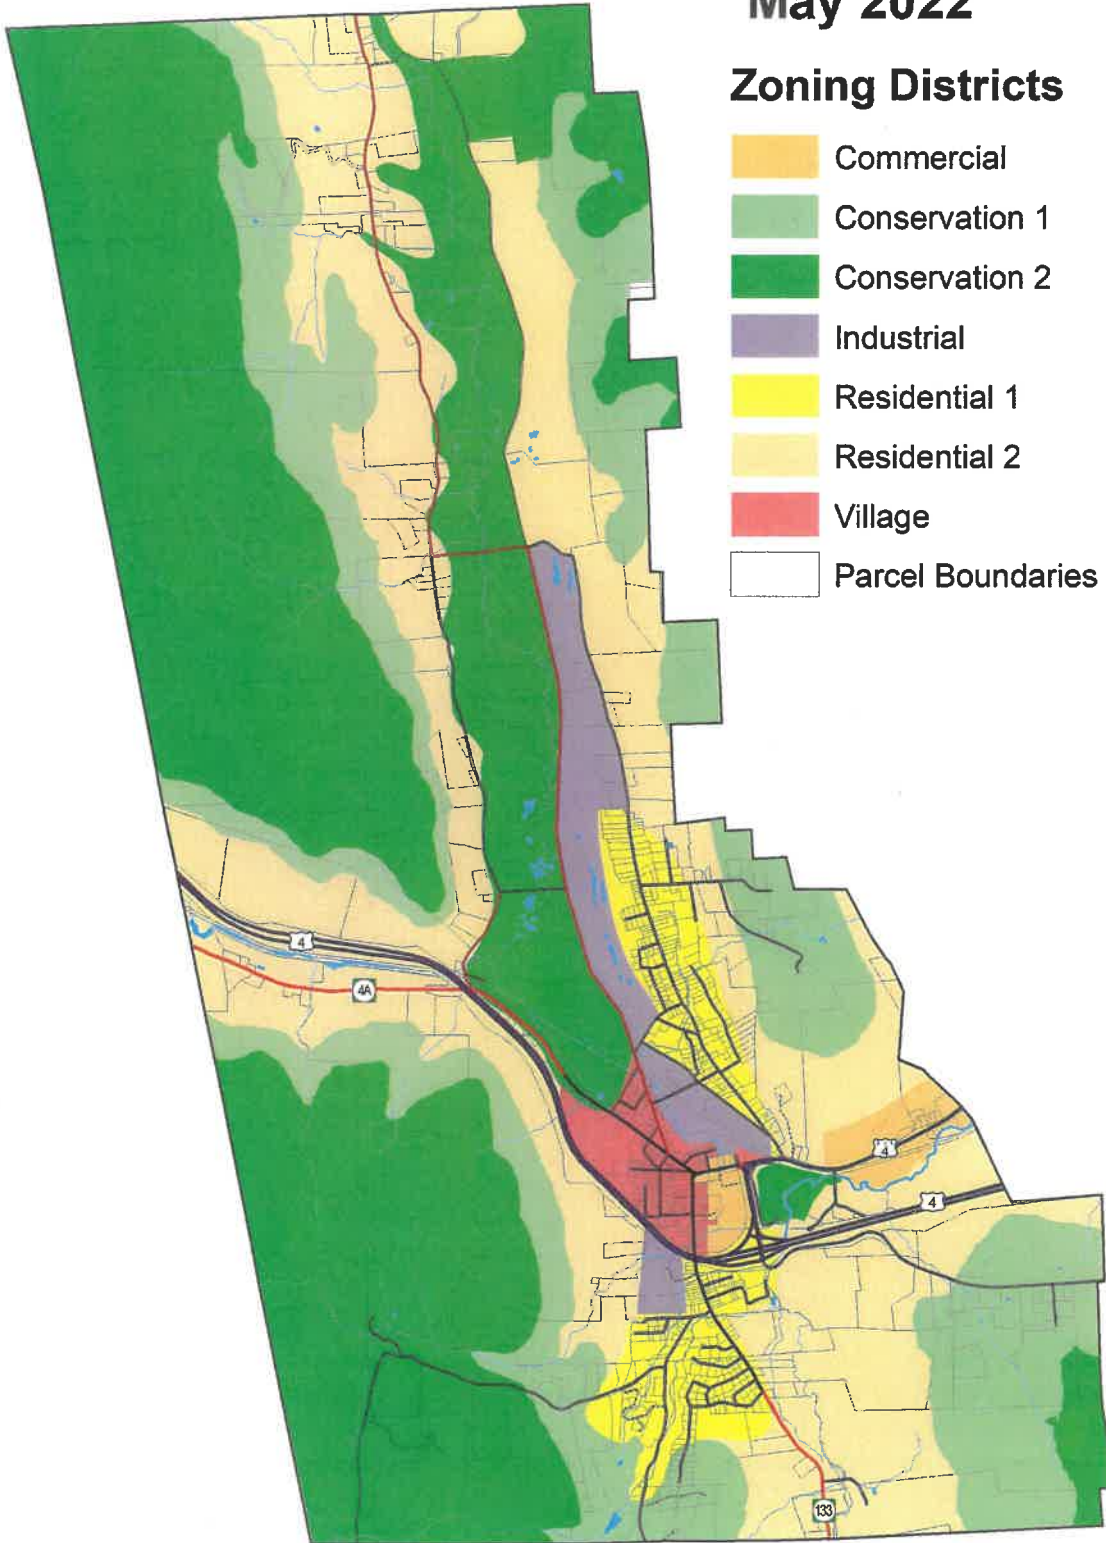 May 2022
Zoning Districts
Commercial
Conservation 1
Conservation 2
Industrial
Residential 1
Residential 2
Village
Parcel Boundaries
4
4A
4
4
133